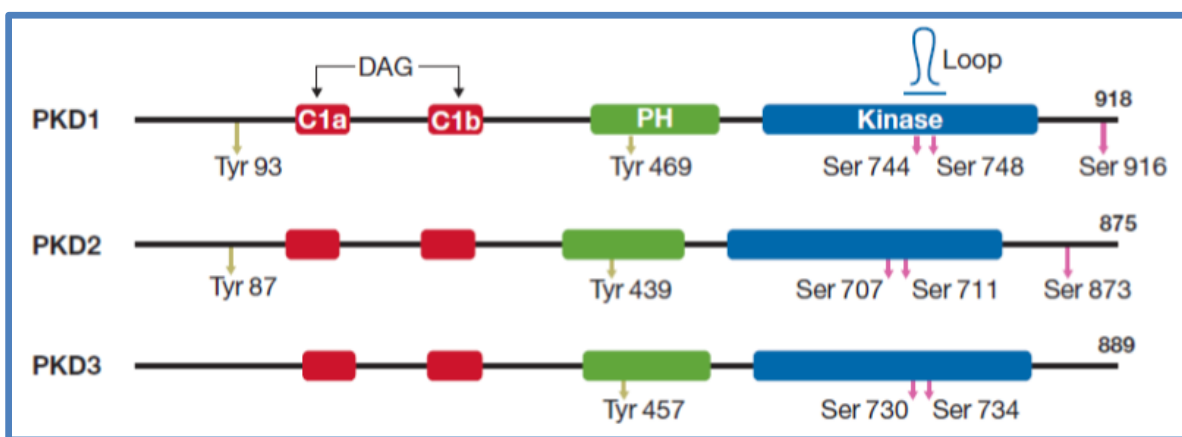 DAG
Loop
PKD1 C1a C1b PH Kinase 918
Tyr 93 Tyr 469 Ser 744 Ser 748 Ser 916
PKD2 875
Tyr 87 Tyr 439 Ser 707 Ser 711 Ser 873
PKD3 889
Tyr 457 Ser 730 Ser 734